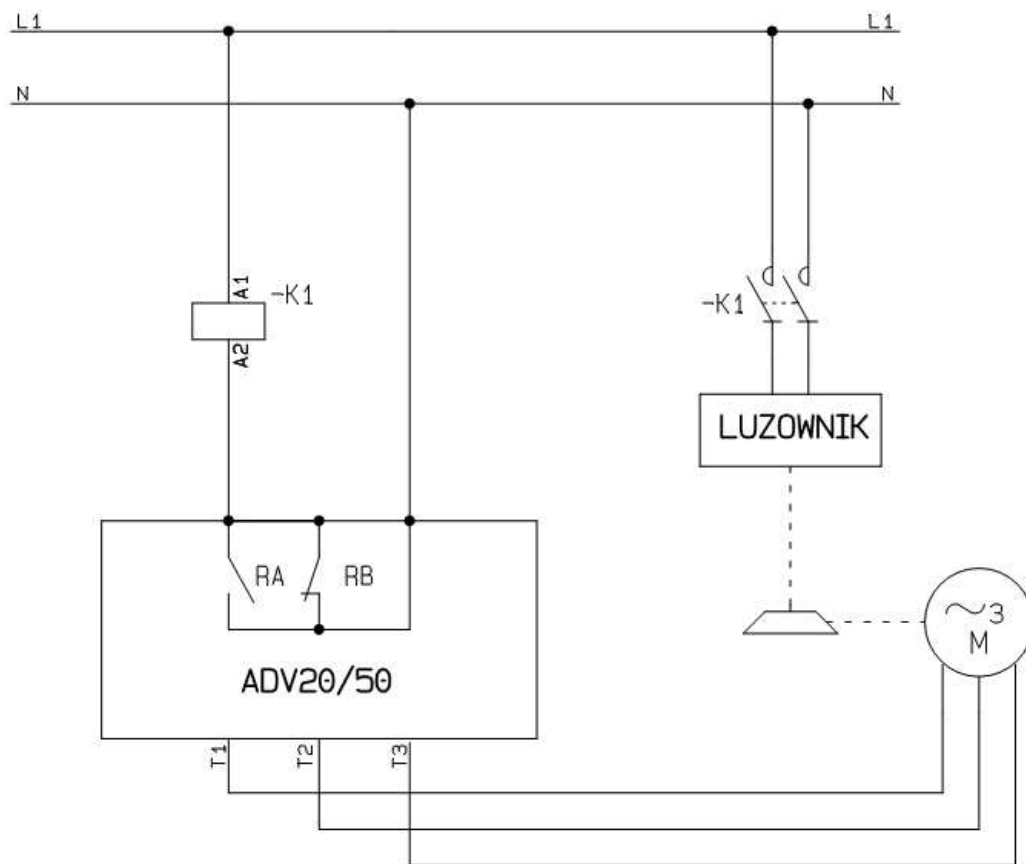 L1 L1
N N
A1 -K1
A2
-K1
LUZOWNIK
RA RB
~3
M
ADV20/50
T1 T2 T3